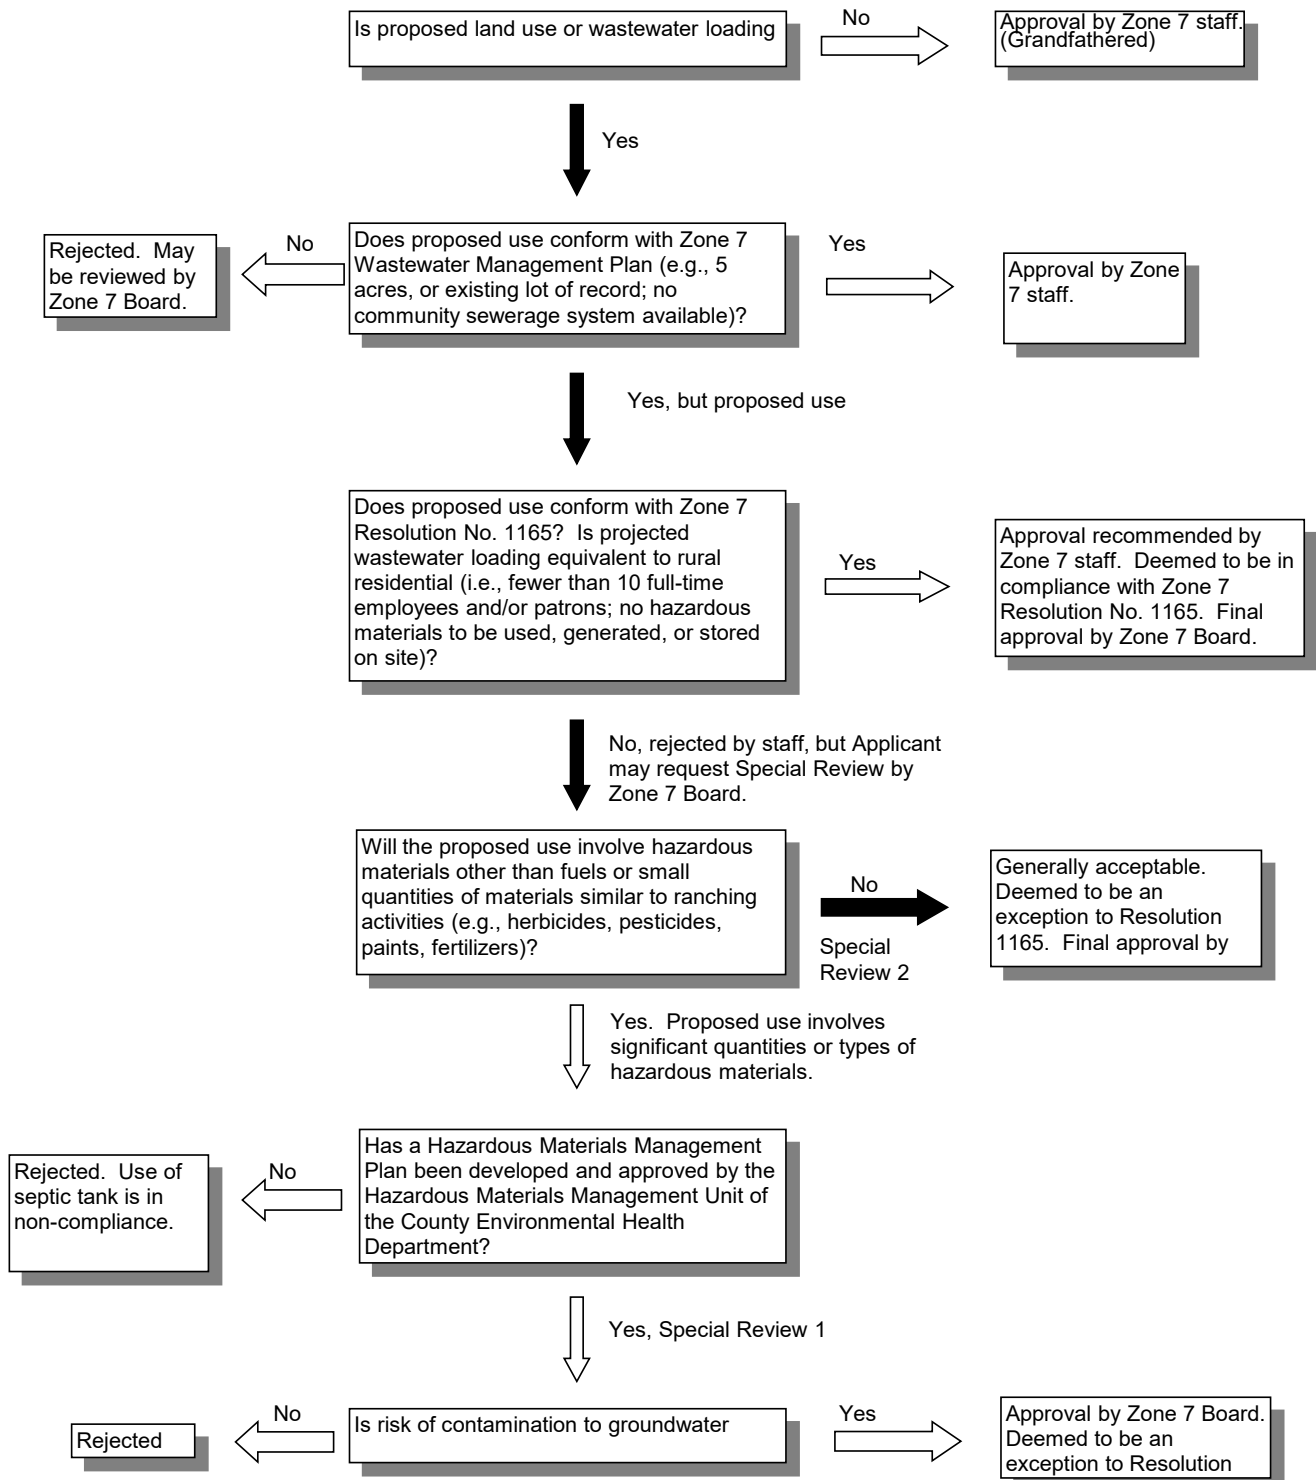 Is proposed land use or wastewater loading
No
Approval by Zone 7 staff.
(Grandfathered)
Yes
Rejected. May
be reviewed by
Zone 7 Board.
No
Does proposed use conform with Zone 7
Wastewater Management Plan (e.g., 5
acres, or existing lot of record; no
community sewerage system available)?
Yes
Approval by Zone
7 staff.
Yes, but proposed use
Does proposed use conform with Zone 7
Resolution No. 1165? Is projected
wastewater loading equivalent to rural
residential (i.e., fewer than 10 full-time
employees and/or patrons; no hazardous
materials to be used, generated, or stored
on site)?
Yes
Approval recommended by
Zone 7 staff. Deemed to be in
compliance with Zone 7
Resolution No. 1165. Final
approval by Zone 7 Board.
No, rejected by staff, but Applicant
may request Special Review by
Zone 7 Board.
Will the proposed use involve hazardous
materials other than fuels or small
quantities of materials similar to ranching
activities (e.g., herbicides, pesticides,
paints, fertilizers)?
No
Special
Review 2
Generally acceptable.
Deemed to be an
exception to Resolution
1165. Final approval by
Yes. Proposed use involves
significant quantities or types of
hazardous materials.
Rejected. Use of
septic tank is in
non-compliance.
No
Has a Hazardous Materials Management
Plan been developed and approved by the
Hazardous Materials Management Unit of
the County Environmental Health
Department?
Yes, Special Review 1
Rejected
No
Is risk of contamination to groundwater
Yes
Approval by Zone 7 Board.
Deemed to be an
exception to Resolution